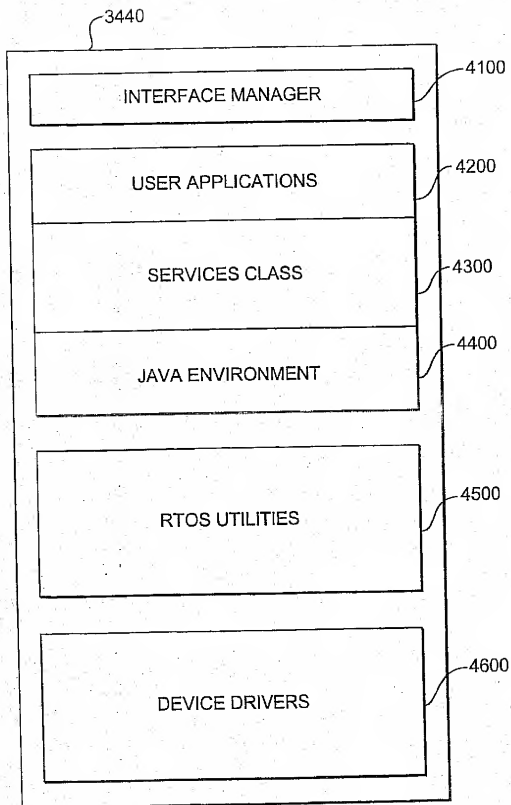 3440
INTERFACE MANAGER
4100
USER APPLICATIONS
4200
SERVICES CLASS
4300
JAVA ENVIRONMENT
4400
RTOS UTILITIES
4500
DEVICE DRIVERS
4600